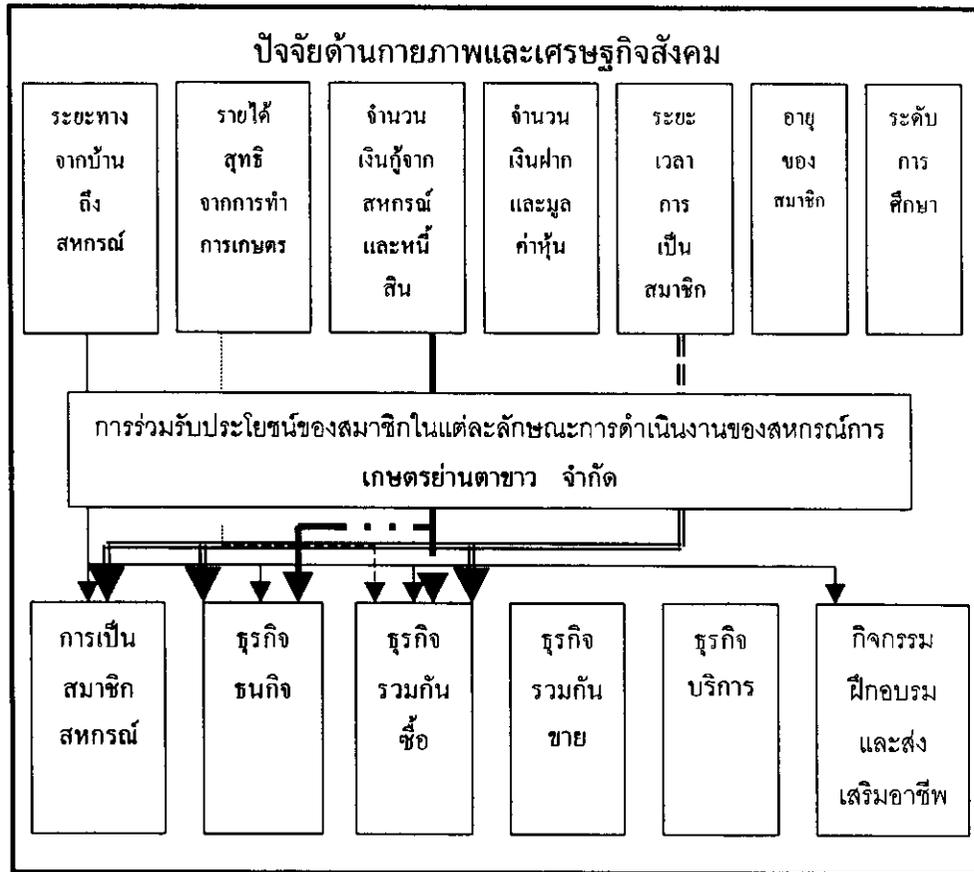 ปัจจัยด้านกายภาพและเศรษฐกิจสังคม
ระยะทาง
จากบ้าน
ถึง
สหกรณ์
รายได้
สุทธิ
จากการทำ
การเกษตร
จำนวน
เงินกู้จาก
สหกรณ์
และหนี้
สิน
จำนวน
เงินฝาก
และมูล
ค่าหุ้น
ระยะ
เวลา
การ
เป็น
สมาชิก
อายุ
ของ
สมาชิก
ระดับ
การ
ศึกษา
การร่วมรับประโยชน์ของสมาชิกในแต่ละลักษณะการดำเนินงานของสหกรณ์การ
เกษตรย่านตาขาว จำกัด
การเป็น
สมาชิก
สหกรณ์
ธุรกิจ
ธนกิจ
ธุรกิจ
รวมกัน
ซื้อ
ธุรกิจ
รวมกัน
ขาย
ธุรกิจ
บริการ
กิจกรรม
ฝึกอบรม
และส่ง
เสริมอาชีพ